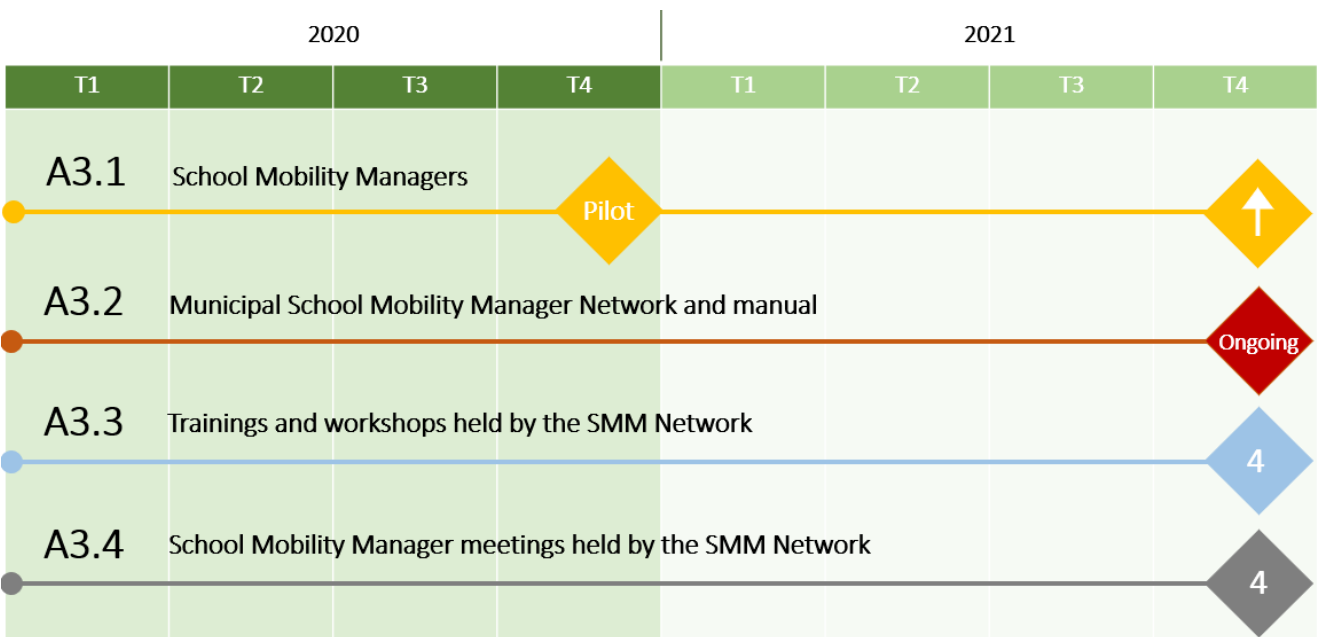 2020 2021
T1 T2 T3 T4 T1 T2 T3 T4
A3.1 School Mobility Managers
Pilot
A3.2 Municipal School Mobility Manager Network and manual
Ongoing
A3.3 Trainings and workshops held by the SMM Network
4
A3.4 School Mobility Manager meetings held by the SMM Network
4